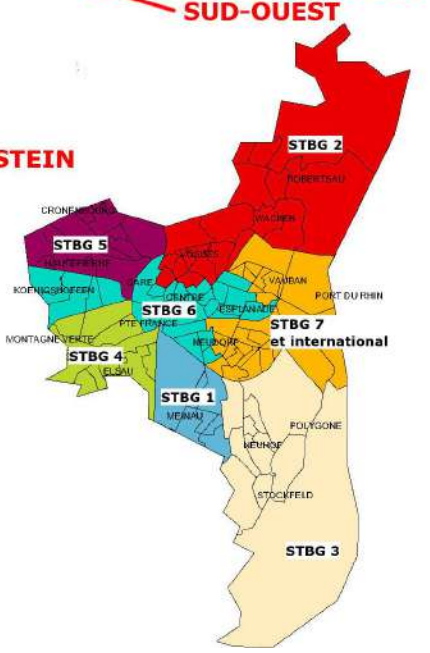 SUD-OUEST
STEIN
STBG 2
ROBERTSAU
CRONENBOURG
WACKEN
STBG 5
HAUTEPIERRE
KOENIGSHOFFEN
GARE
CENTRE
VAUBAN
PORT DU RHIN
STBG 6
ESPLANADE
PTE FRANCE
STBG 7
et international
MONTAGNE VERTE
NEUDORF
STBG 4
ELSAU
STBG 1
MEINAU
POLYGONE
NEUHOF
STOCKFELD
STBG 3